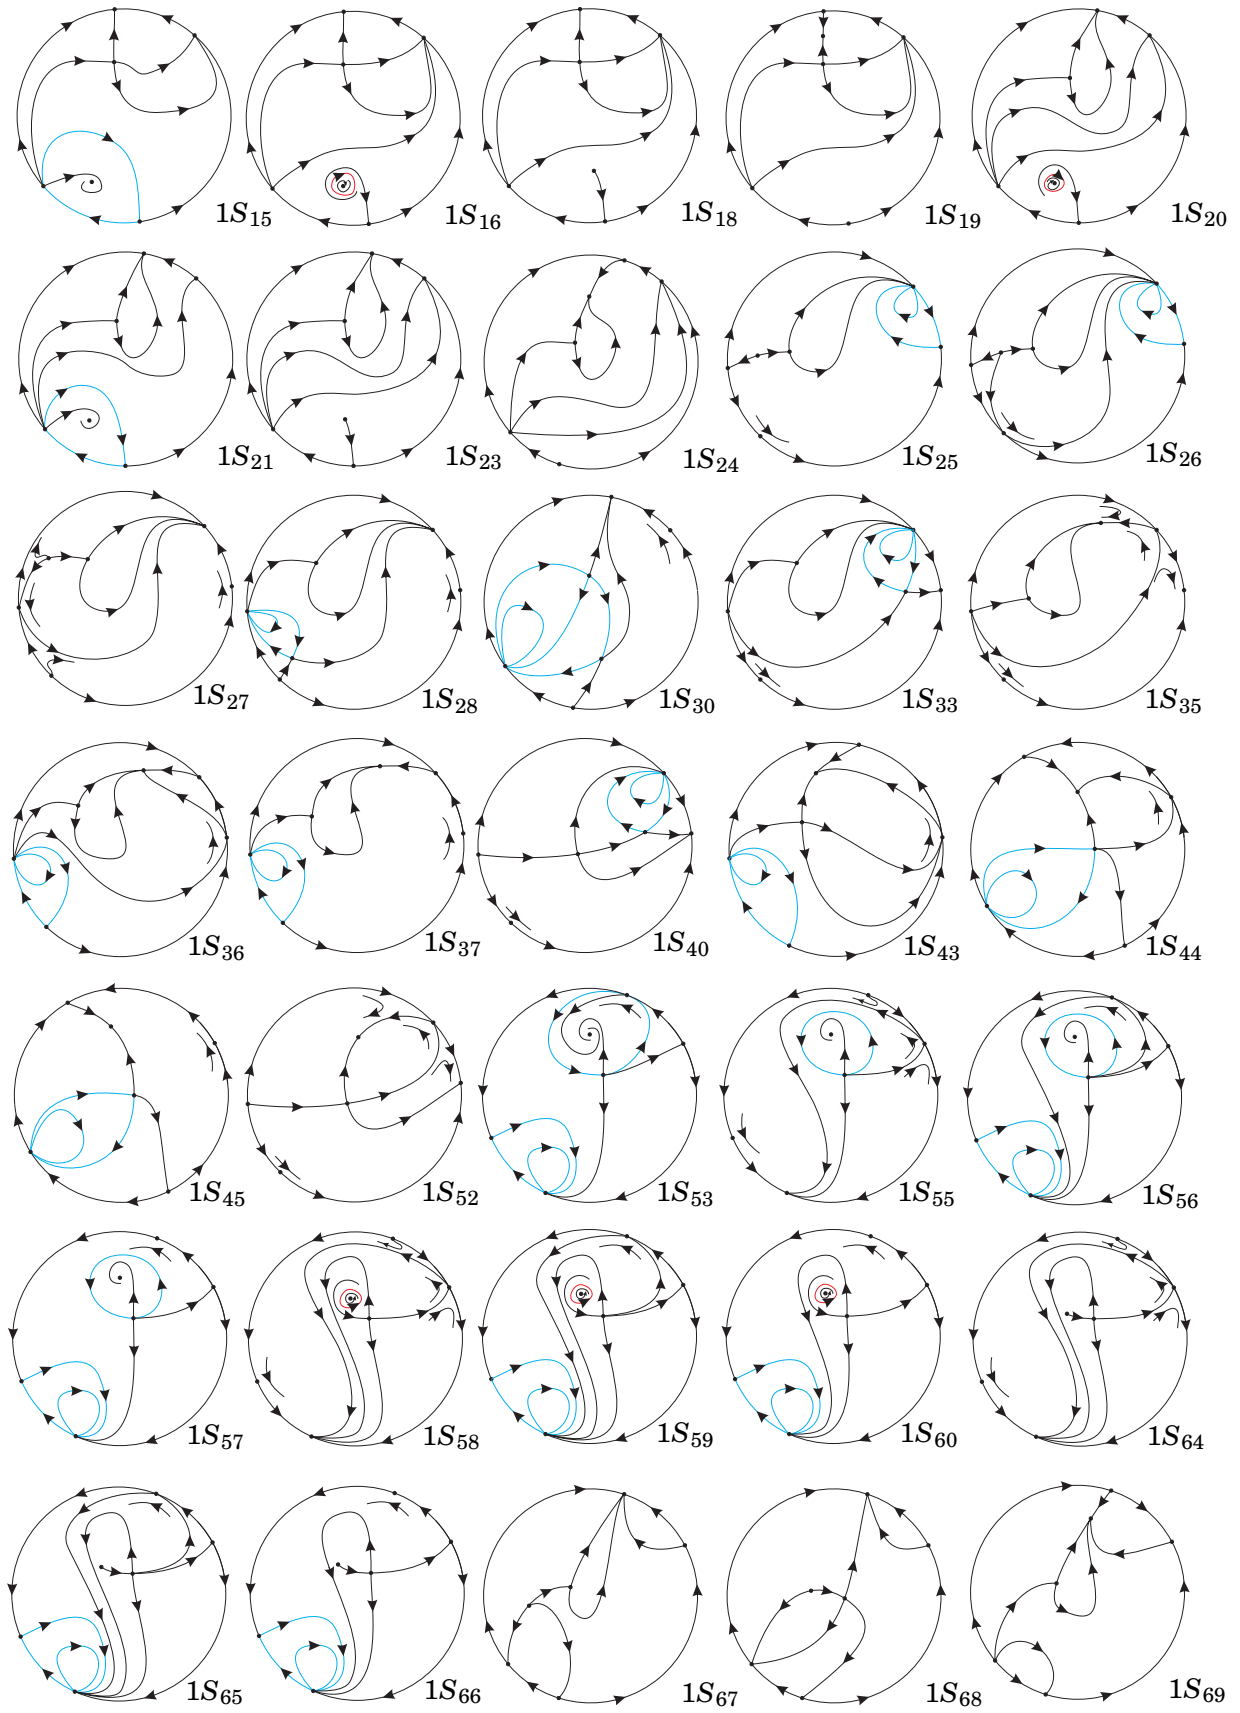 1S₁₅ 1S₁₆ 1S₁₈ 1S₁₉ 1S₂₀
1S₂₁ 1S₂₃ 1S₂₄ 1S₂₅ 1S₂₆
1S₂₇ 1S₂₈ 1S₃₀ 1S₃₃ 1S₃₅
1S₃₆ 1S₃₇ 1S₄₀ 1S₄₃ 1S₄₄
1S₄₅ 1S₅₂ 1S₅₃ 1S₅₅ 1S₅₆
1S₅₇ 1S₅₈ 1S₅₉ 1S₆₀ 1S₆₄
1S₆₅ 1S₆₆ 1S₆₇ 1S₆₈ 1S₆₉